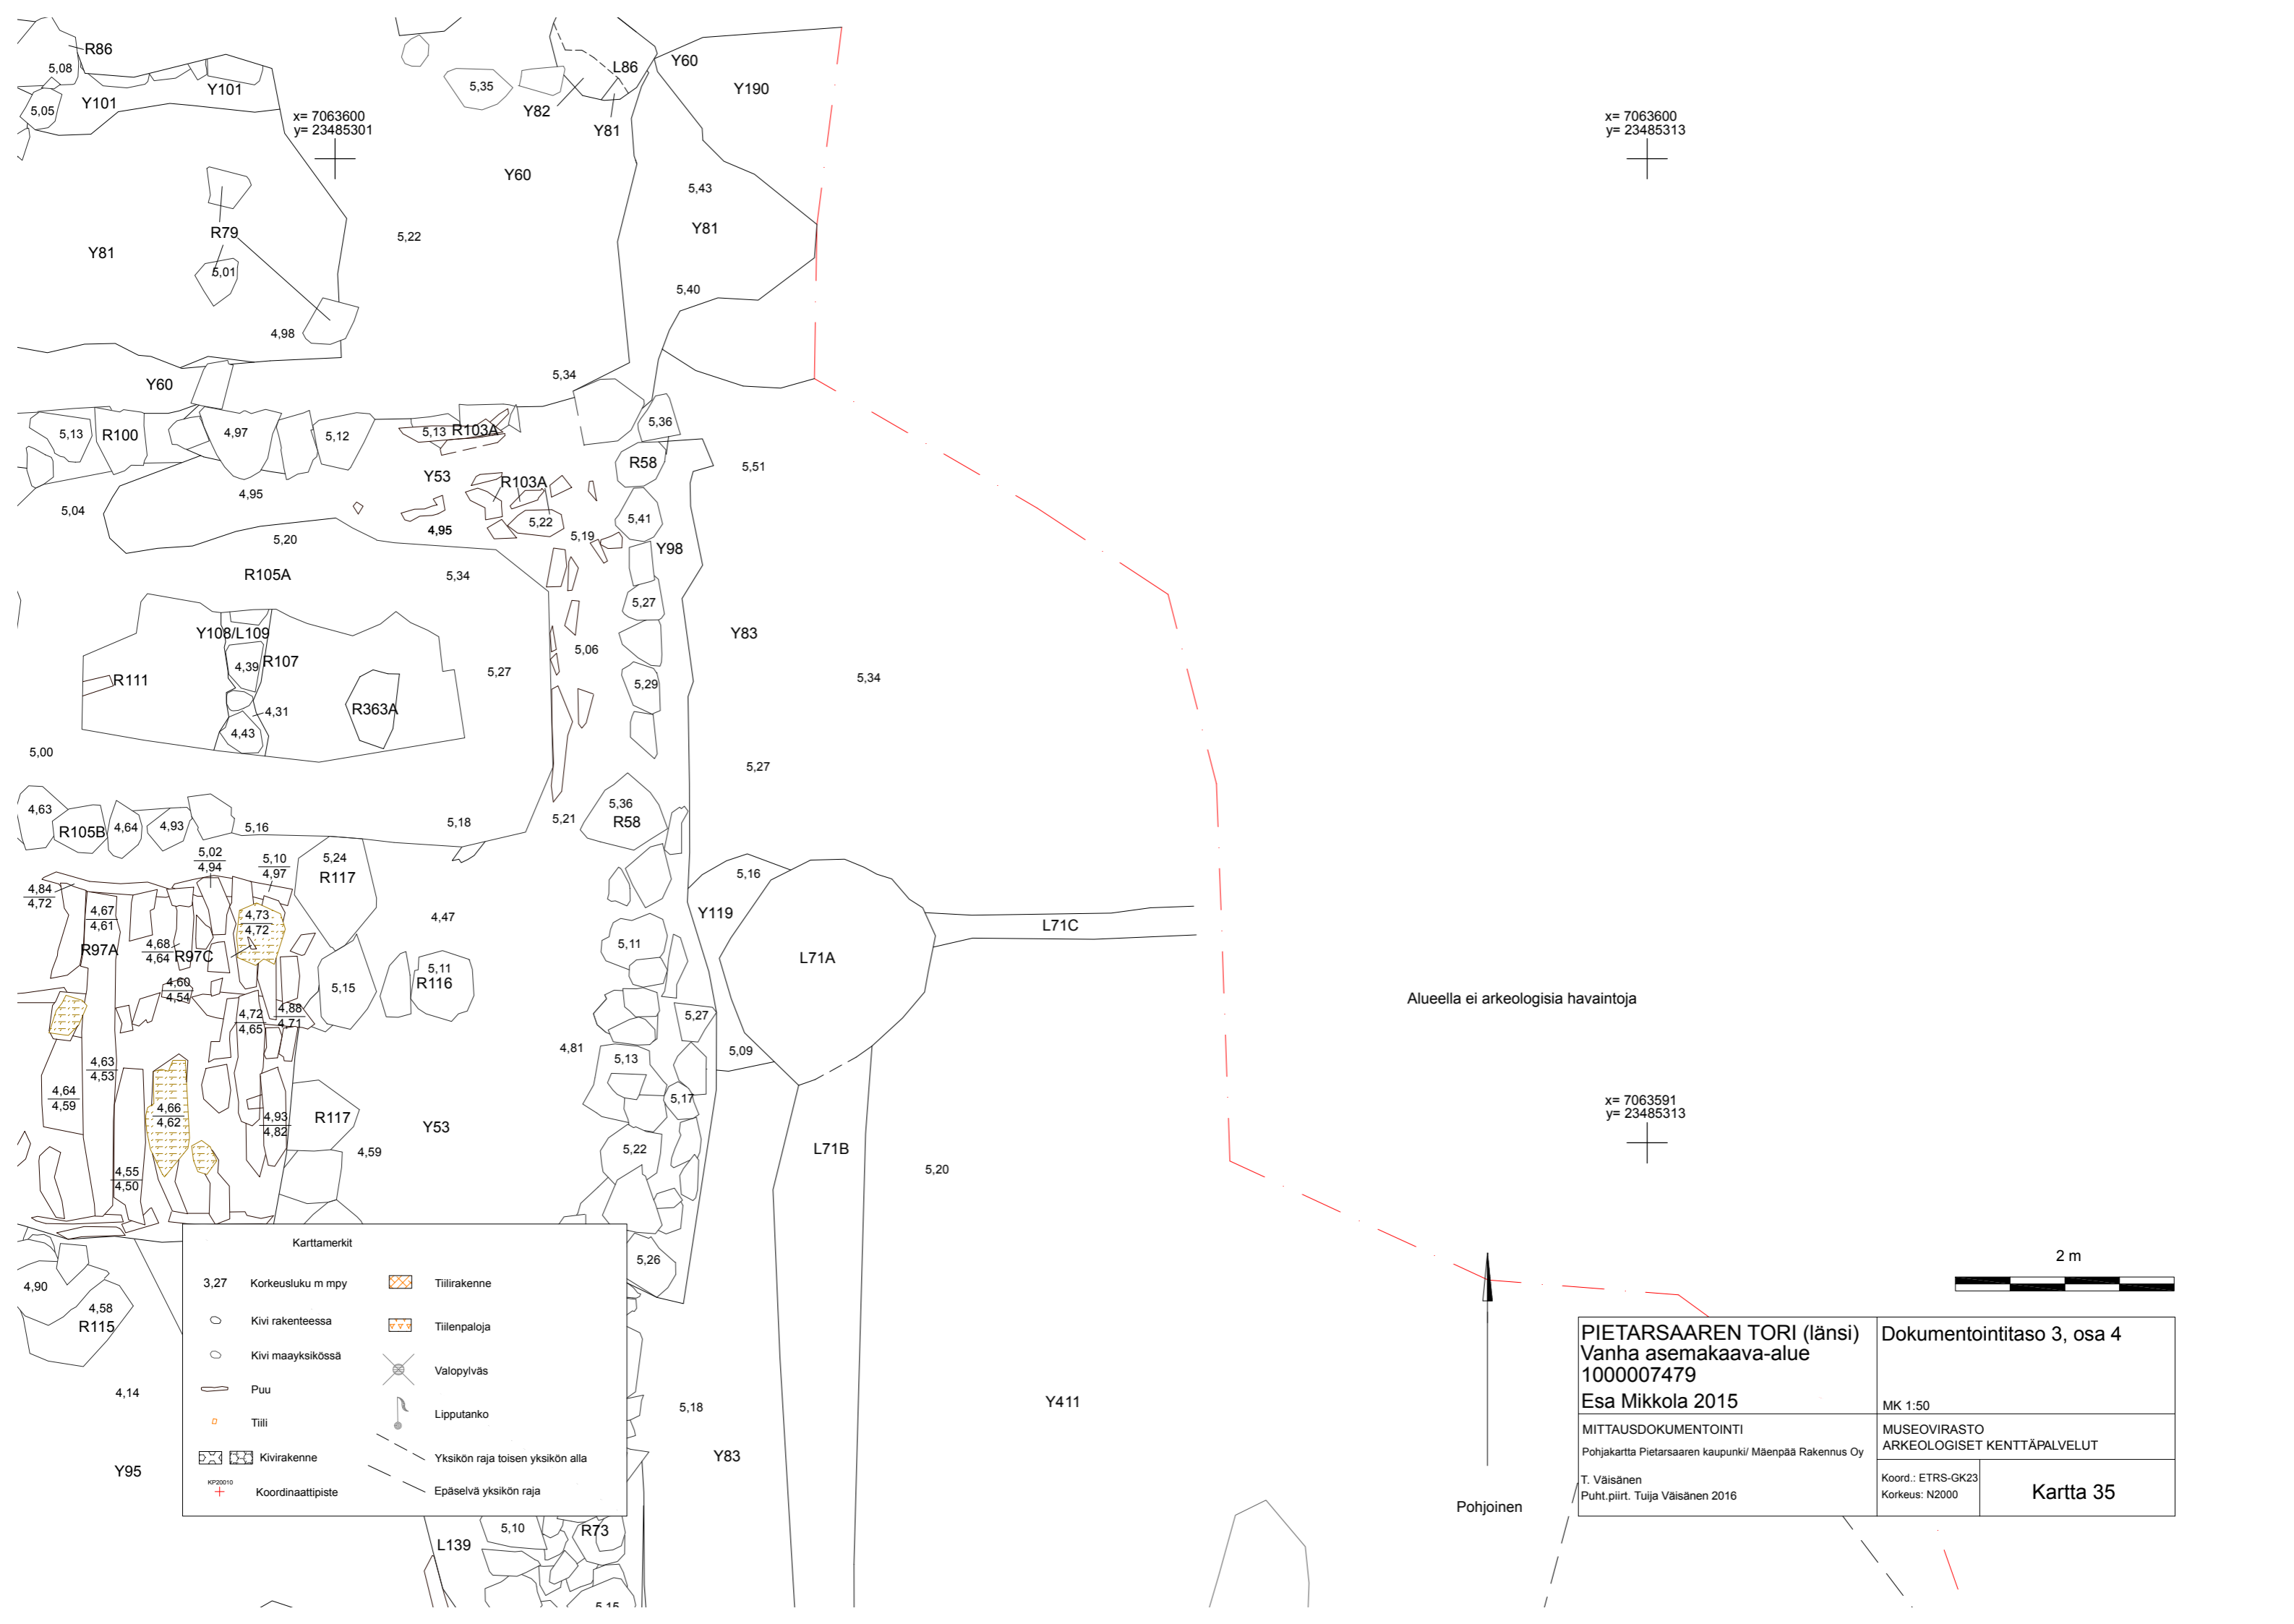 R86
5,08
Y101
Y101
5,05
x= 7063600
y= 23485301
5,35
L86
Y60
Y82
Y81
Y190
x= 7063600
y= 23485313
Y60
5,43
Y81
R79
5,22
Y81
5,01
5,40
4,98
Y60
5,34
5,13
R100
4,97
5,12
5,13
R103A
5,36
R58
5,51
Y53
R103A
4,95
5,04
4,95
5,22
5,41
5,19
5,20
Y98
R105A
5,34
5,27
Y108/L109
Y83
4,39
R107
5,06
R111
5,27
5,29
5,34
R363A
4,31
4,43
5,00
5,27
4,63
R105B
4,64
4,93
5,16
5,18
5,21
5,36
R58
5,02
4,94
5,10
4,97
5,24
R117
5,16
4,84
4,72
4,67
4,61
4,73
4,72
4,47
Y119
L71C
R97A
4,68
4,64
R97C
5,11
L71A
5,11
R116
5,15
4,60
4,54
Alueella ei arkeologisia havaintoja
4,72
4,65
4,88
4,71
5,27
4,81
5,13
5,09
4,63
4,53
4,64
4,59
4,66
4,62
4,93
4,82
R117
5,17
x= 7063591
y= 23485313
Y53
4,59
5,22
L71B
5,20
4,55
4,50
5,26
4,90
4,58
R115
4,14
Y95
5,18
Y83
Y411
Karttamerkit
3,27 Korkeusluku m mpy
Kivi rakenteessa
Kivi maayksikössä
Puu
Tiili
Kivirakenne
KP20010
Koordinaattipiste
Tiilirakenne
Tiilenpaloja
Valopylväs
Lipputanko
Yksikön raja toisen yksikön alla
Epäselvä yksikön raja
L139
5,10
R73
5,15
Pohjoinen
2 m
PIETARSAAREN TORI (länsi)
Vanha asemakaava-alue
1000007479
Esa Mikkola 2015
Dokumentointitaso 3, osa 4
MK 1:50
MITTAUSDOKUMENTOINTI
Pohjakartta Pietarsaaren kaupunki/ Mäenpää Rakennus Oy
T. Väisänen
Puht.piirt. Tuija Väisänen 2016
MUSEOVIRASTO
ARKEOLOGISET KENTTÄPALVELUT
Koord.: ETRS-GK23
Korkeus: N2000
Kartta 35